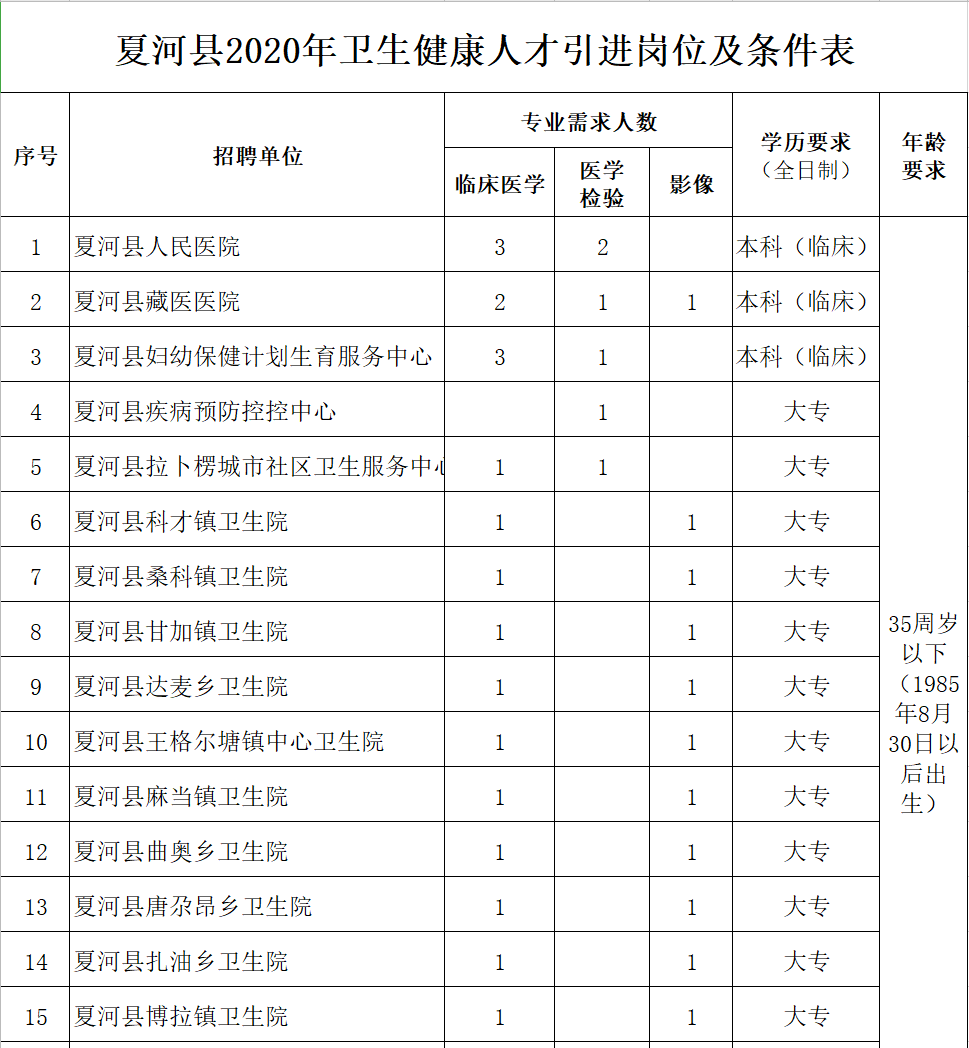 夏河县2020年卫生健康人才引进岗位及条件表
序号 招聘单位 专业需求人数 学历要求（全日制） 年龄要求
临床医学 医学检验 影像
1 夏河县人民医院 3 2 本科（临床）
2 夏河县藏医医院 2 1 1 本科（临床）
3 夏河县妇幼保健计划生育服务中心 3 1 本科（临床）
4 夏河县疾病预防控控中心 1 大专
5 夏河县拉卜楞城市社区卫生服务中心 1 1 大专
6 夏河县科才镇卫生院 1 1 大专
7 夏河县桑科镇卫生院 1 1 大专
8 夏河县甘加镇卫生院 1 1 大专
9 夏河县达麦乡卫生院 1 1 大专
10 夏河县王格尔塘镇中心卫生院 1 1 大专
11 夏河县麻当镇卫生院 1 1 大专
12 夏河县曲奥乡卫生院 1 1 大专
13 夏河县唐尕昂乡卫生院 1 1 大专
14 夏河县扎油乡卫生院 1 1 大专
15 夏河县博拉镇卫生院 1 1 大专
35周岁
以下
（1985
年8月
30日以
后出
生）